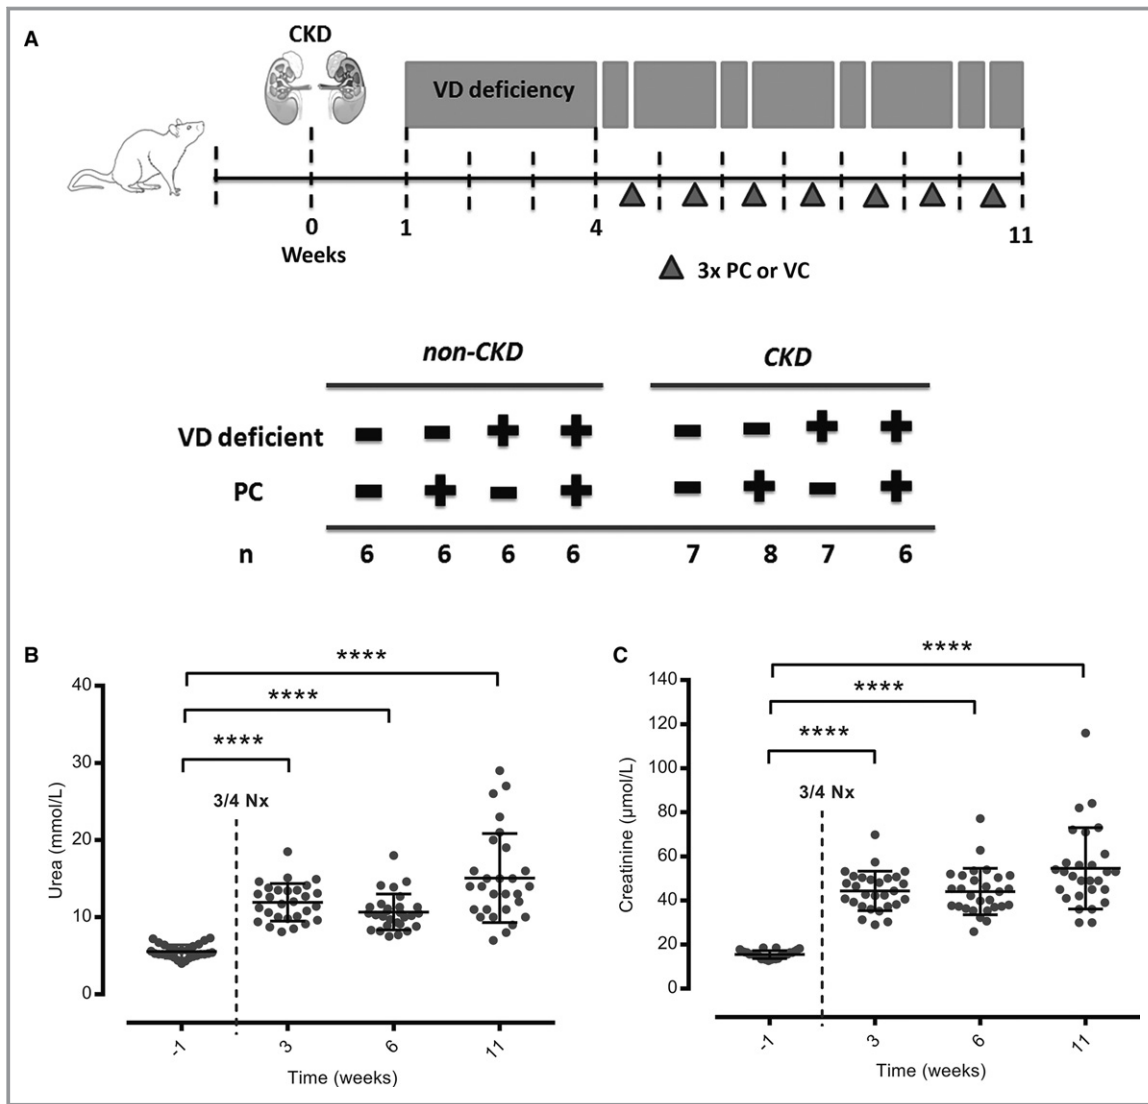 A
CKD
VD deficiency
0
Weeks
1
4
11
3x PC or VC
non-CKD CKD
VD deficient - - + + - - + +
PC - + - + - + - +
n 6 6 6 6 7 8 7 6
B
****
****
****
3/4 Nx
40
30
20
10
0
Urea (mmol/L)
-1 3 6 11
Time (weeks)
C
****
****
****
3/4 Nx
140
120
100
80
60
40
20
0
Creatinine (µmol/L)
-1 3 6 11
Time (weeks)